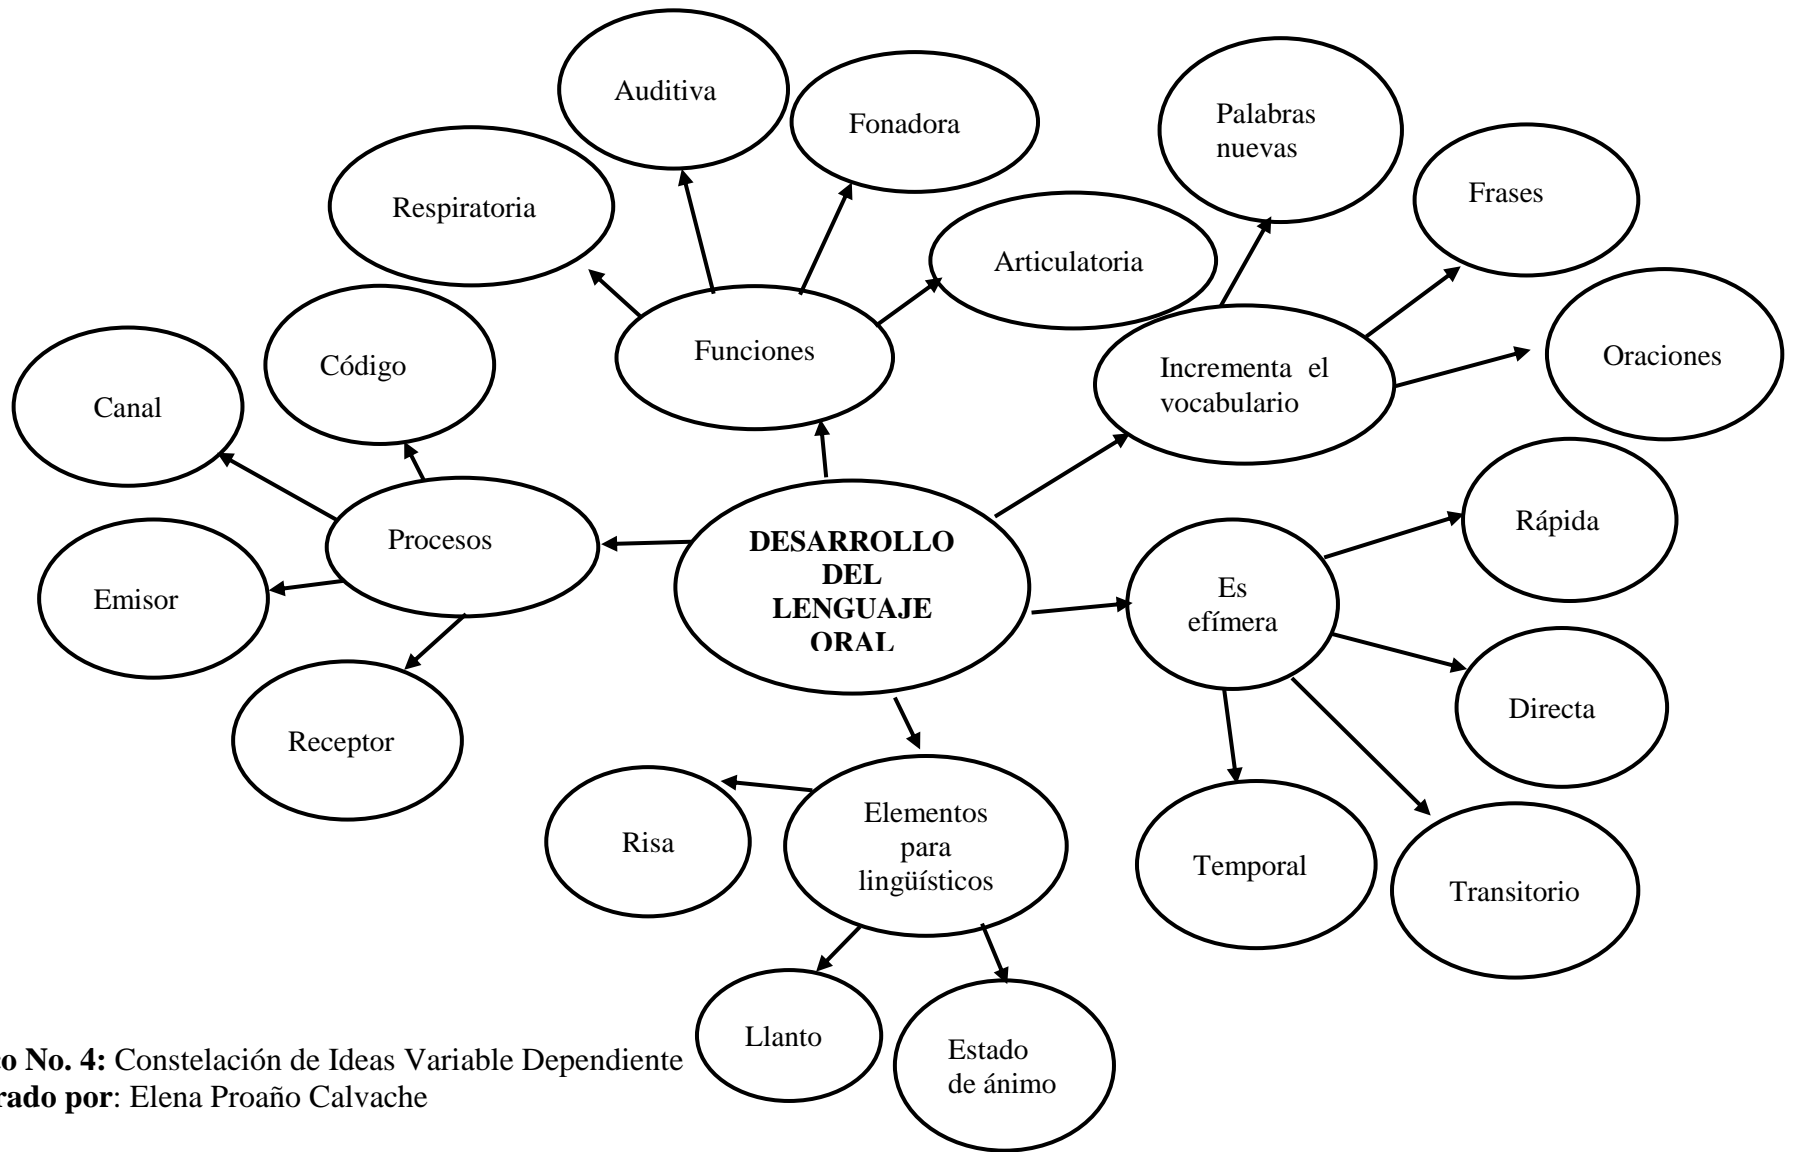 Auditiva
Fonadora
Palabras
nuevas
Frases
Respiratoria
Articulatoria
Código
Funciones
Incrementa el
vocabulario
Oraciones
Canal
Procesos
DESARROLLO
DEL
LENGUAJE
ORAL
Es
efímera
Rápida
Emisor
Directa
Receptor
Risa
Elementos
para
lingüísticos
Temporal
Transitorio
Llanto
Estado
de ánimo
No. 4: Constelación de Ideas Variable Dependiente
por: Elena Proaño Calvache